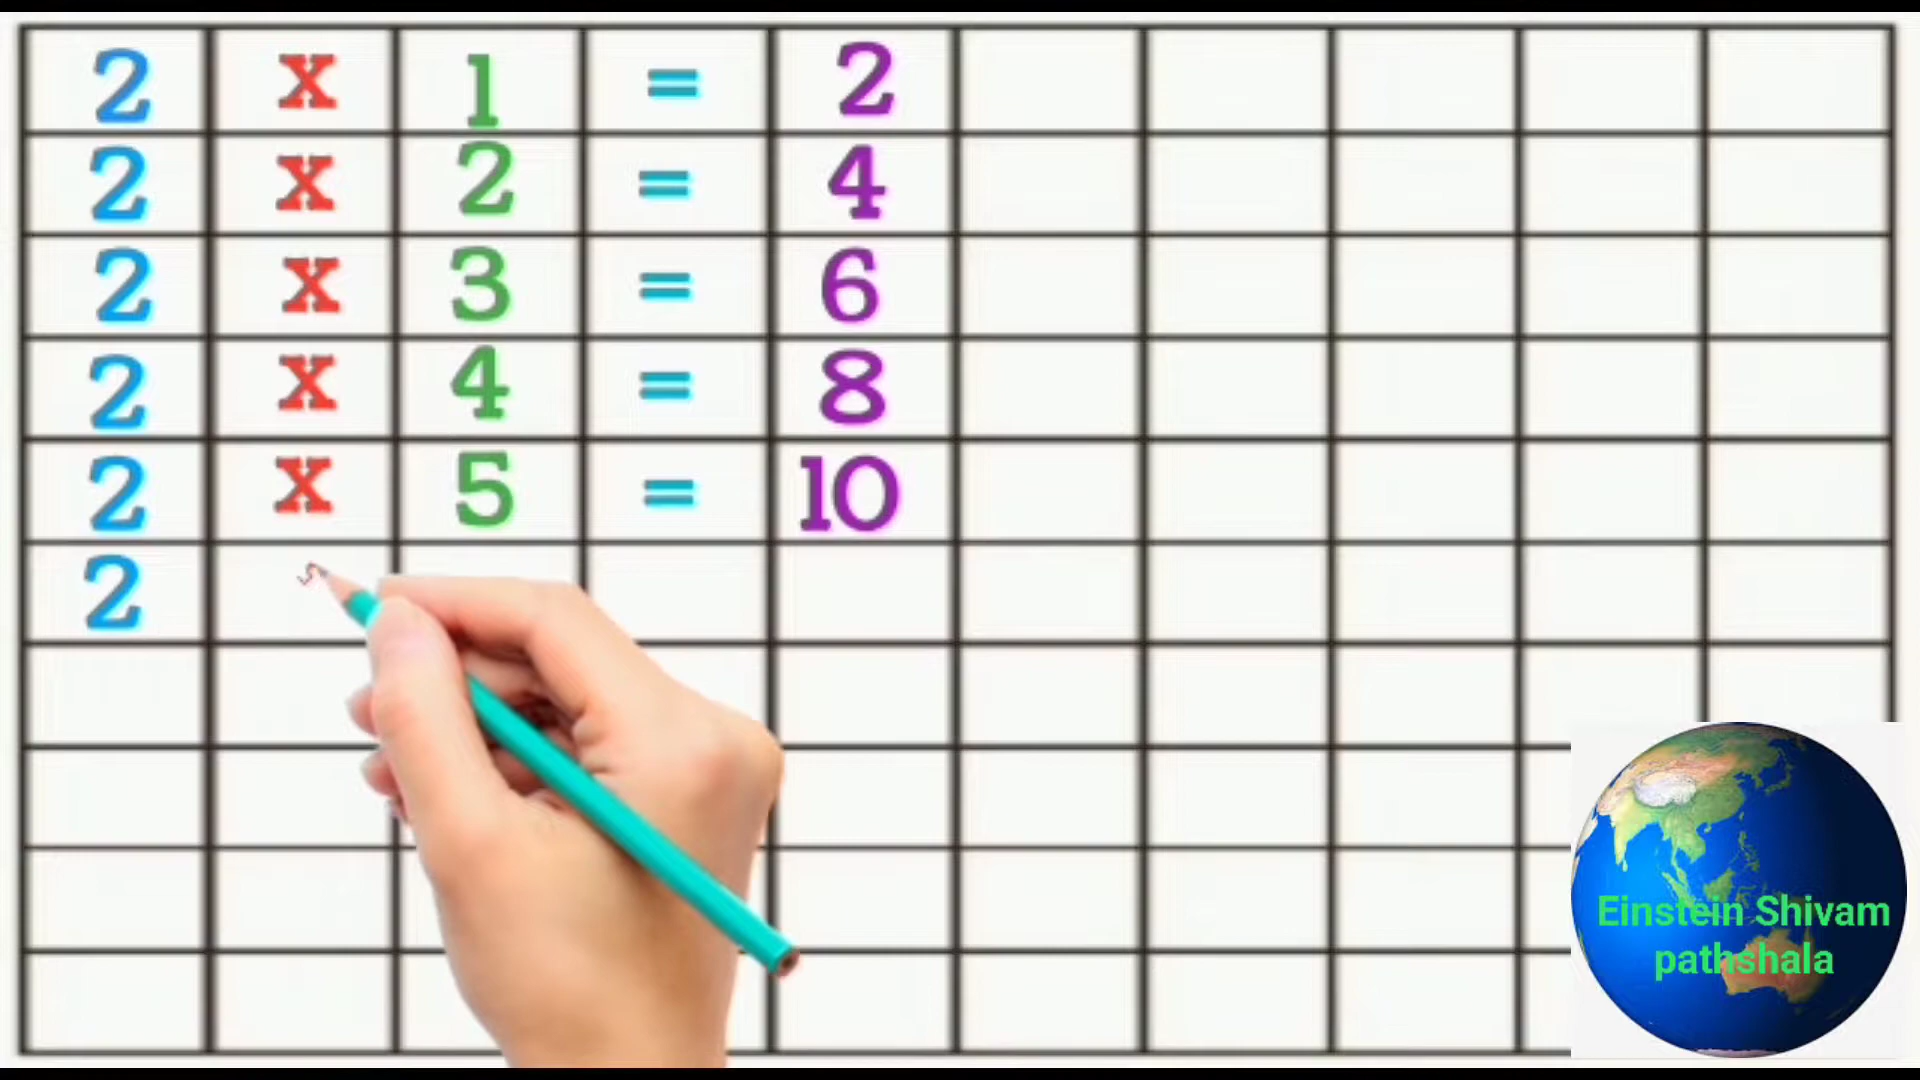 2 x 1 = 2
2 x 2 = 4
2 x 3 = 6
2 x 4 = 8
2 x 5 = 10
2
Einstein Shivam
pathshala